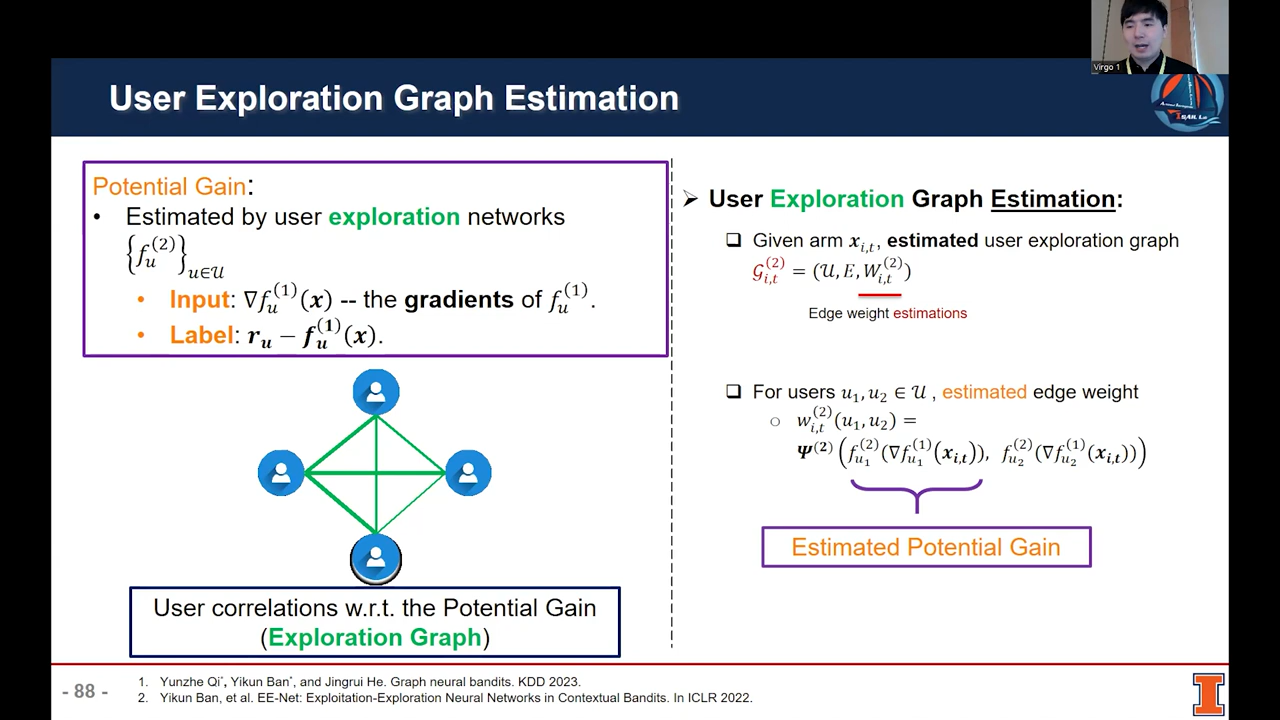 Virgo 1
User Exploration Graph Estimation
Potential Gain:
• Estimated by user exploration networks
{f_u^(2)}_{u∈𝒰}
• Input: ∇f_u^(1)(x) -- the gradients of f_u^(1).
• Label: r_u − f_u^(1)(x).
User correlations w.r.t. the Potential Gain
(Exploration Graph)
➢ User Exploration Graph Estimation:
❑ Given arm x_{i,t}, estimated user exploration graph
𝒢_{i,t}^(2) = (𝒰, E, W_{i,t}^(2))
Edge weight estimations
❑ For users u_1, u_2 ∈ 𝒰 , estimated edge weight
○ w_{i,t}^(2)(u_1, u_2) =
Ψ^(2)(f_{u_1}^(2)(∇f_{u_1}^(1)(x_{i,t})), f_{u_2}^(2)(∇f_{u_2}^(1)(x_{i,t})))
Estimated Potential Gain
- 88 -
1. Yunzhe Qi*, Yikun Ban*, and Jingrui He. Graph neural bandits. KDD 2023.
2. Yikun Ban, et al. EE-Net: Exploitation-Exploration Neural Networks in Contextual Bandits. In ICLR 2022.